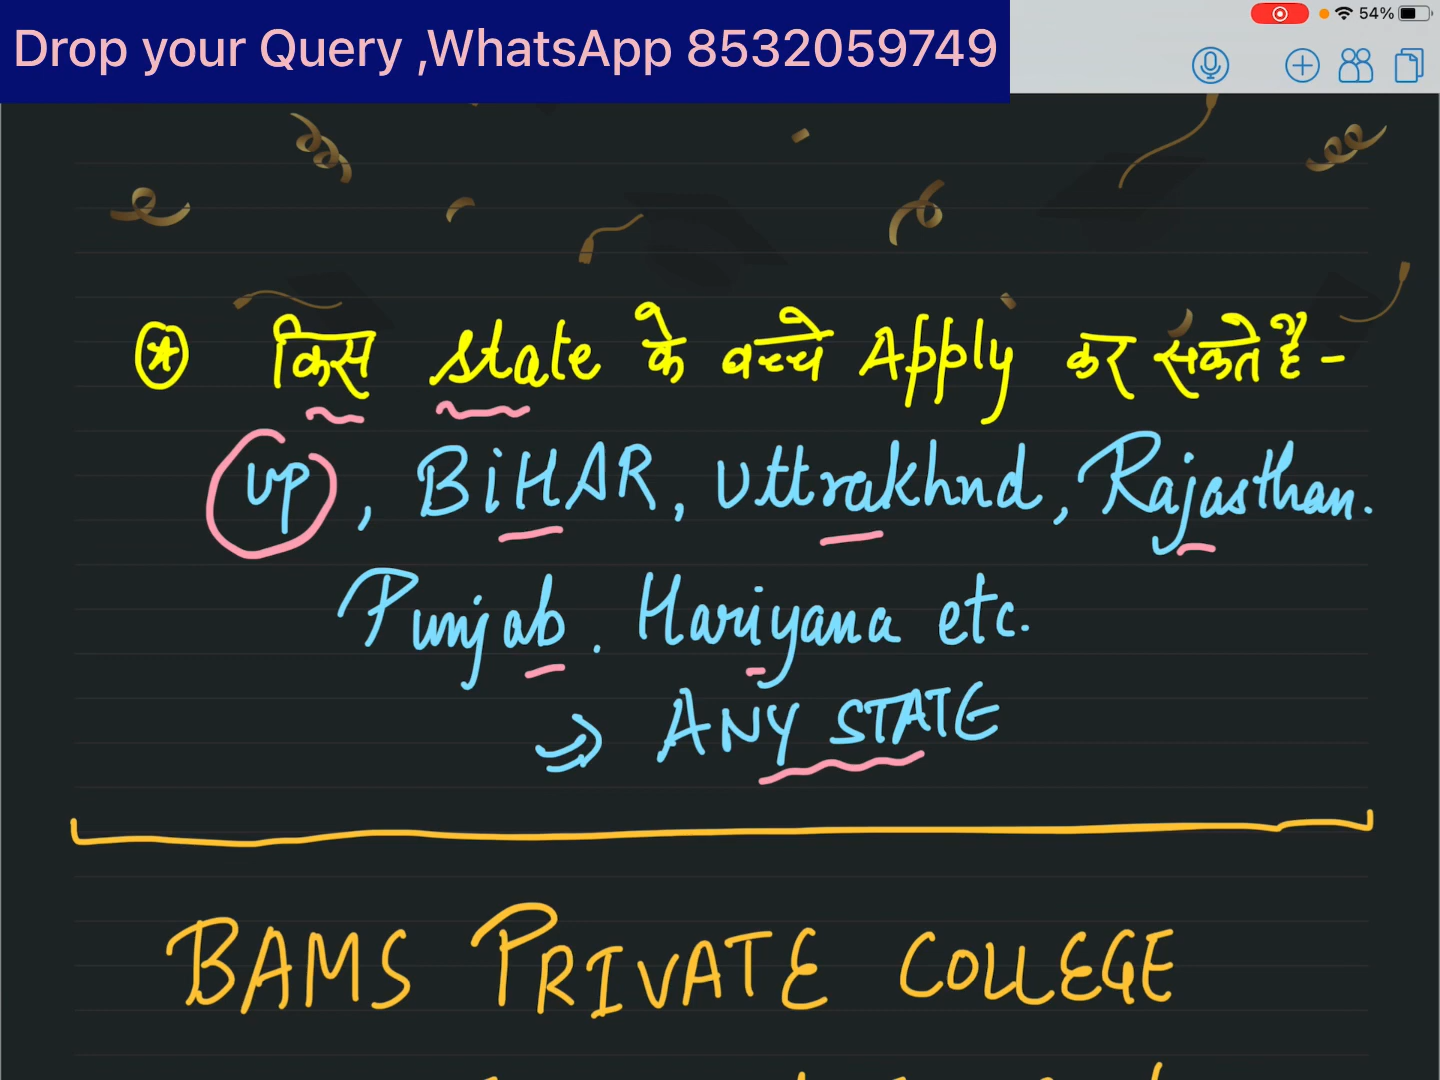 Drop your Query ,WhatsApp 8532059749
54%
किस state के बच्चे Apply कर सकते हैं -
UP, BiHAR, Uttrakhnd, Rajasthan.
Punjab. Hariyana etc.
⇒ ANY STATE
BAMS PRIVATE COLLEGE